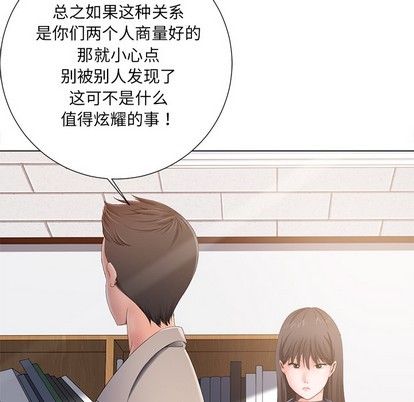 总之如果这种关系
是你们两个人商量好的
那就小心点
别被别人发现了
这可不是什么
值得炫耀的事！